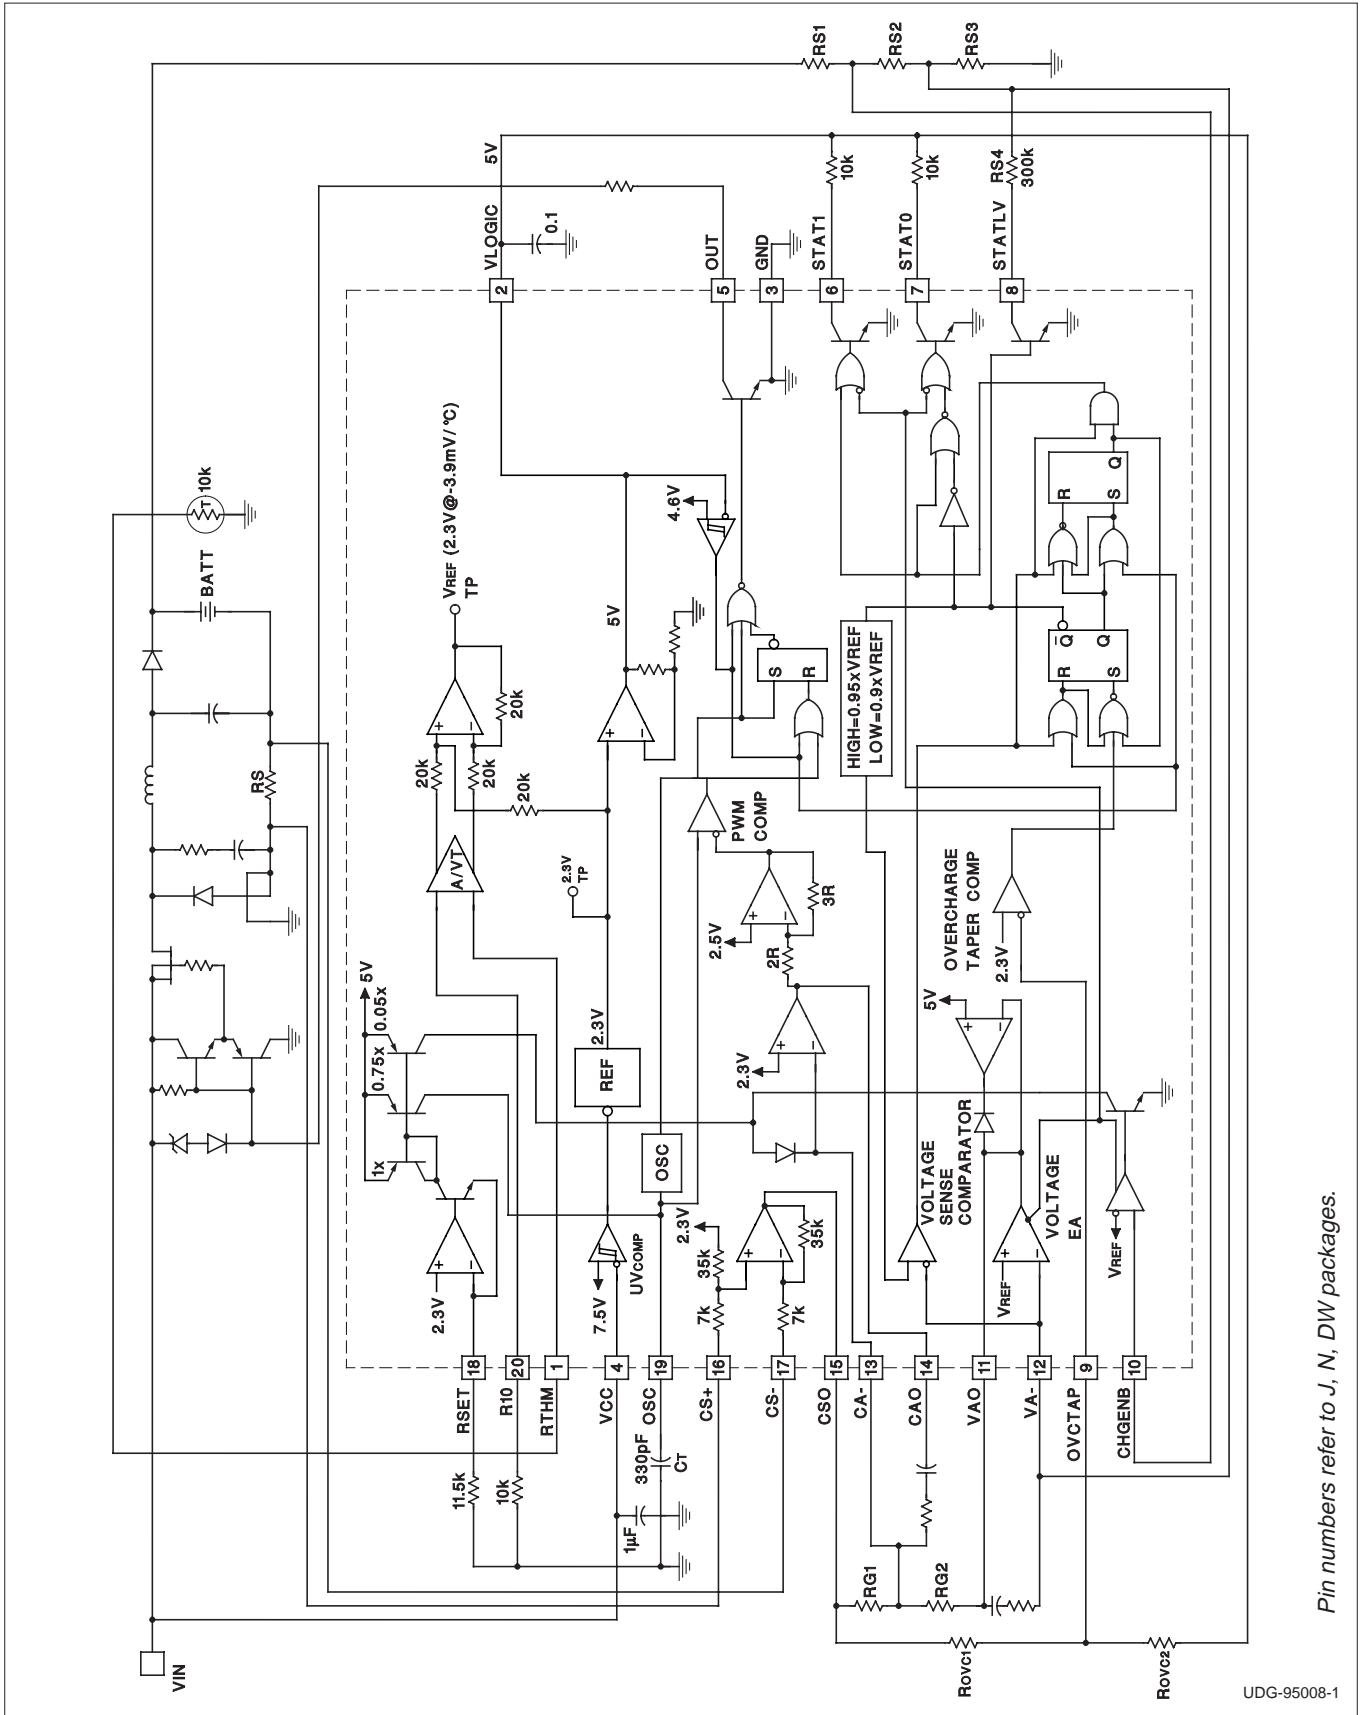 RS1
RS2
RS3
5V
10k
10k
RS4
300k
VLOGIC
0.1
OUT
GND
STAT1
STAT0
STATLV
2
5
3
6
7
8
10k
T
BATT
RS
VREF (2.3V@-3.9mV/°C)
TP
4.6V
5V
20k
20k
20k
20k
A/VT
2.3V
TP
S
R
HIGH=0.95xVREF
LOW=0.9xVREF
R
S
Q
R
S
Q
Q
PWM
COMP
2.5V
3R
2R
OVERCHARGE
TAPER COMP
2.3V
5V
5V
0.05x
0.75x
1x
2.3V
REF
2.3V
OSC
VOLTAGE
SENSE
COMPARATOR
VOLTAGE
EA
2.3V
7.5V
UVCOMP
2.3V
35k
7k
35k
7k
VREF
VREF
18
20
1
4
19
16
17
15
13
14
11
12
9
10
RSET
R10
RTHM
VCC
OSC
CS+
CS-
CSO
CA-
CAO
VAO
VA-
OVCTAP
CHGENB
11.5k
10k
1µF
330pF
CT
RG1
RG2
ROVC1
ROVC2
VIN
Pin numbers refer to J, N, DW packages.
UDG-95008-1